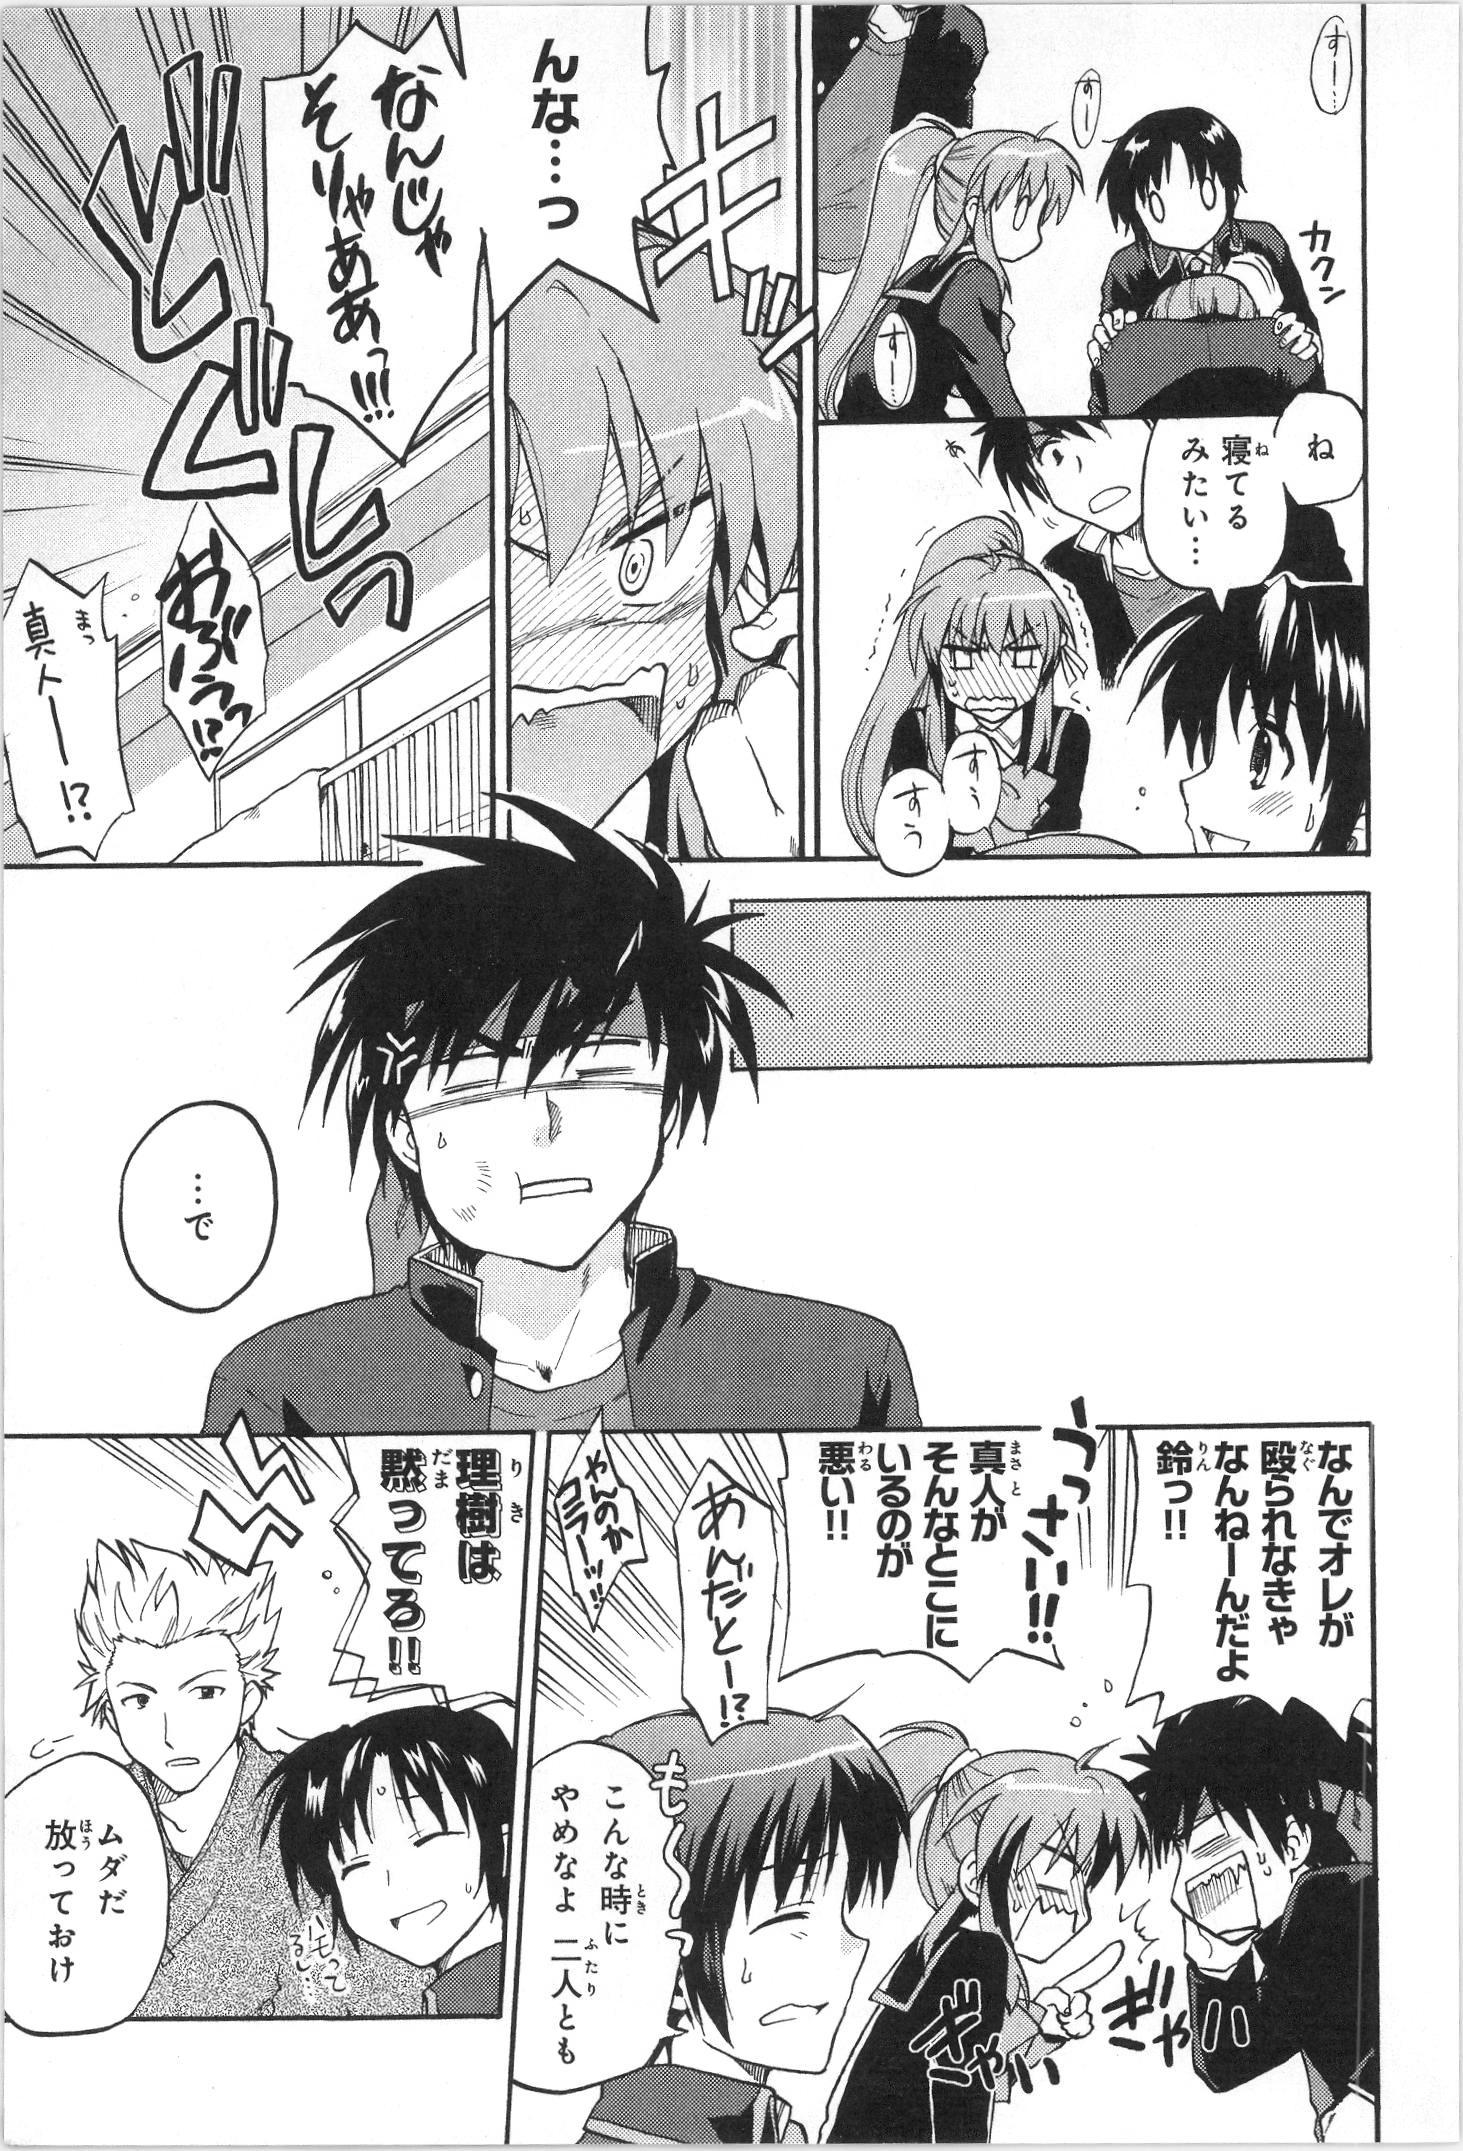 すー…
すー
カクン
すー…
ね
寝てる
みたい…
あー
すぅ
すぅ
キ
んな…っ
なんじゃ
そりゃああっ!!!
どどしっ
おぶうっ!?
真人ー!?
…で
なんでオレが
殴られなきゃ
なんねーんだよ
鈴っ!!
うっさい!!
真人が
そんなとこに
いるのが
悪い!!
あんだとー!?
やんのか
コラーッ!!
ぎゃい
ぎゃい
も〜〜っ
こんな時に
やめなよ 二人とも
理樹は
黙ってろ!!
ムダだ
放っておけ